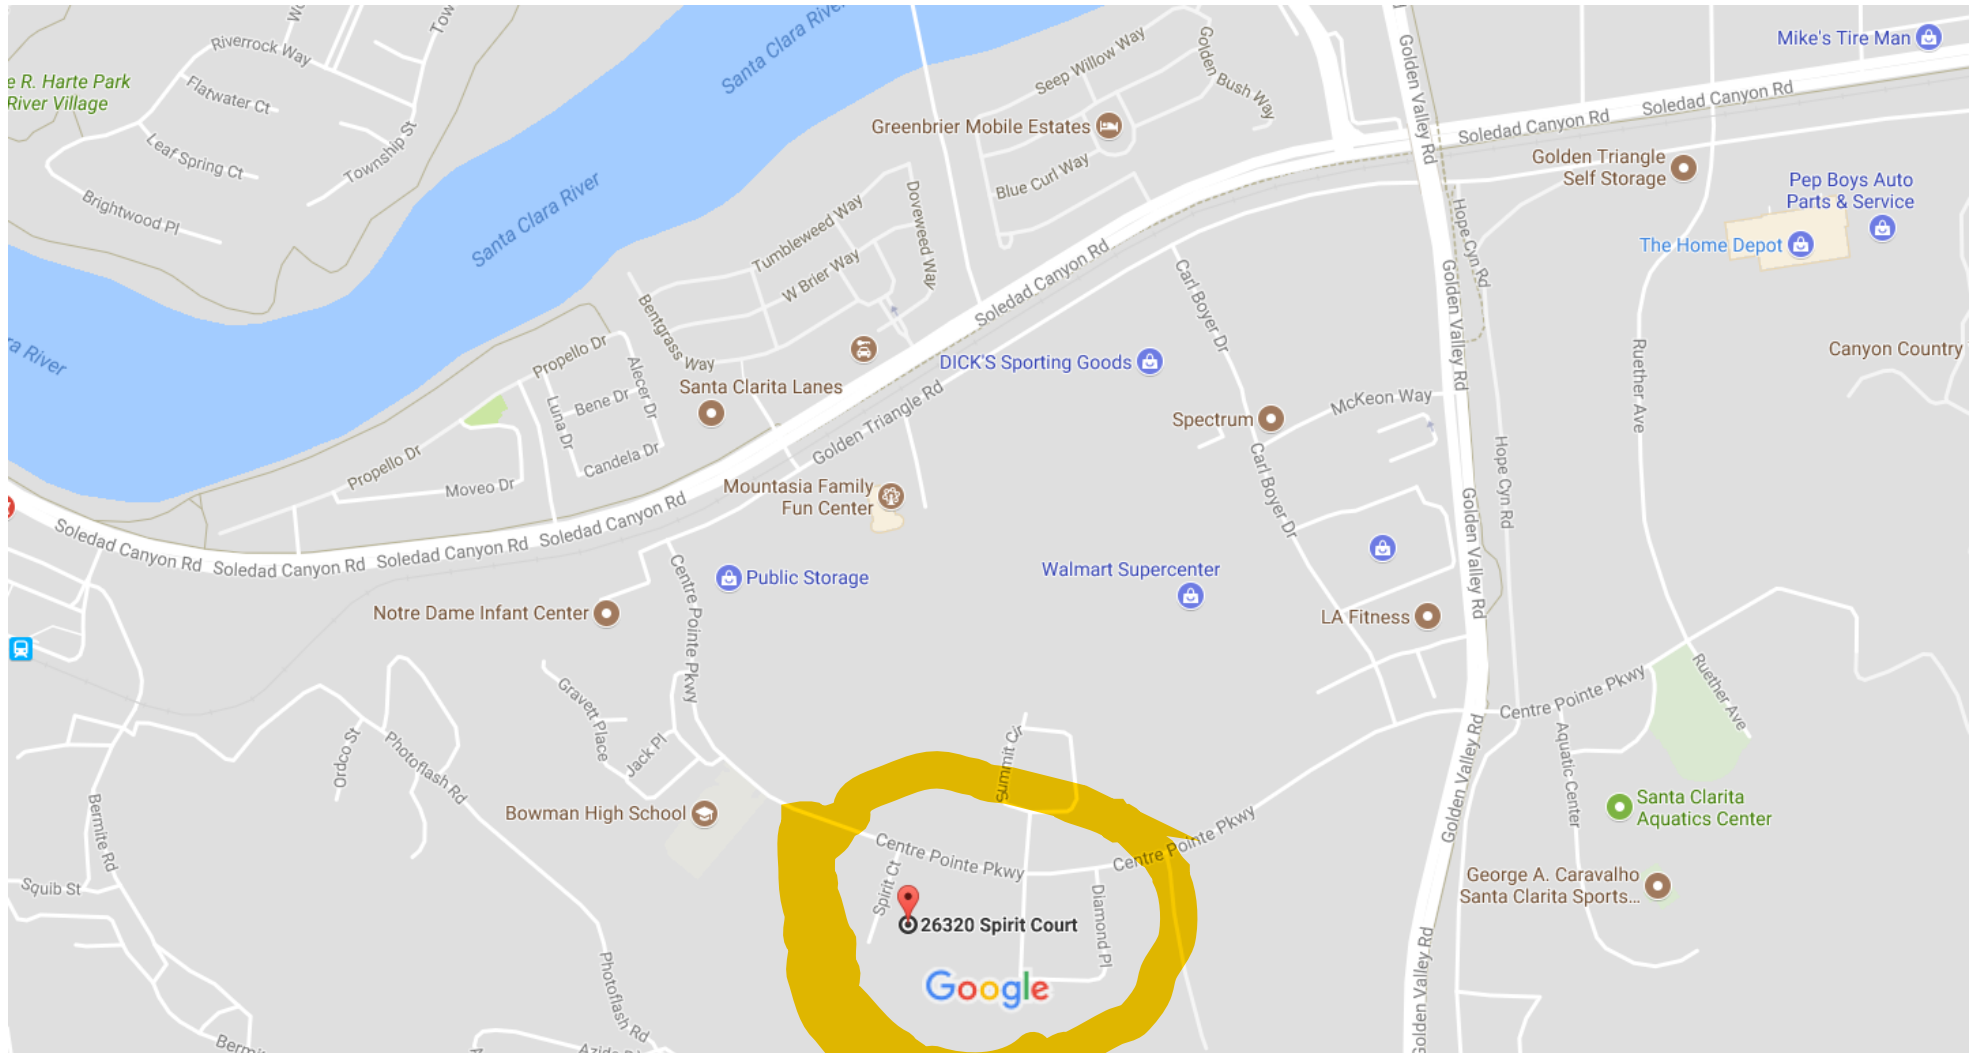 Riverrock Way
Tow
e R. Harte Park
River Village
Flatwater Ct
Leaf Spring Ct
Township St
Brightwood Pl
Santa Clara River
Santa Clara River
ra River
Seep Willow Way
Golden Bush Way
Greenbrier Mobile Estates
Blue Curl Way
Golden Valley Rd
Mike's Tire Man
Soledad Canyon Rd
Soledad Canyon Rd
Golden Triangle
Self Storage
Pep Boys Auto
Parts & Service
The Home Depot
Hope Cyn Rd
Doveweed Way
Tumbleweed Way
W Brier Way
Bentgrass Way
Soledad Canyon Rd
Carl Boyer Dr
Golden Valley Rd
Ruether Ave
Canyon Country
Propello Dr
Alecer Dr
Bene Dr
Luna Dr
Candela Dr
Santa Clarita Lanes
DICK'S Sporting Goods
Golden Triangle Rd
Spectrum
McKeon Way
Propello Dr
Moveo Dr
Mountasia Family
Fun Center
Carl Boyer Dr
Golden Valley Rd
Hope Cyn Rd
Soledad Canyon Rd
Soledad Canyon Rd
Soledad Canyon Rd
Soledad Canyon Rd
Public Storage
Walmart Supercenter
Notre Dame Infant Center
Centre Pointe Pkwy
LA Fitness
Gravett Place
Jack Pl
Ordco St
Photoflash Rd
Summit Cir
Centre Pointe Pkwy
Ruether Ave
Golden Valley Rd
Aquatic Center
Bermite Rd
Bowman High School
Santa Clarita
Aquatics Center
Centre Pointe Pkwy
Centre Pointe Pkwy
Squib St
Spirit Ct
26320 Spirit Court
Diamond Pl
George A. Caravalho
Santa Clarita Sports...
Google
Golden Valley Rd
Golden Valley Rd
Photoflash Rd
Bermit